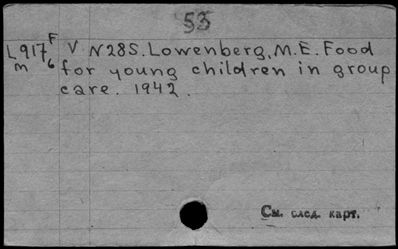 53
L917 F V N28S. Lowenberg, M.E. Food
m 6 for young children in group
care. 1942.
См. след. карт.